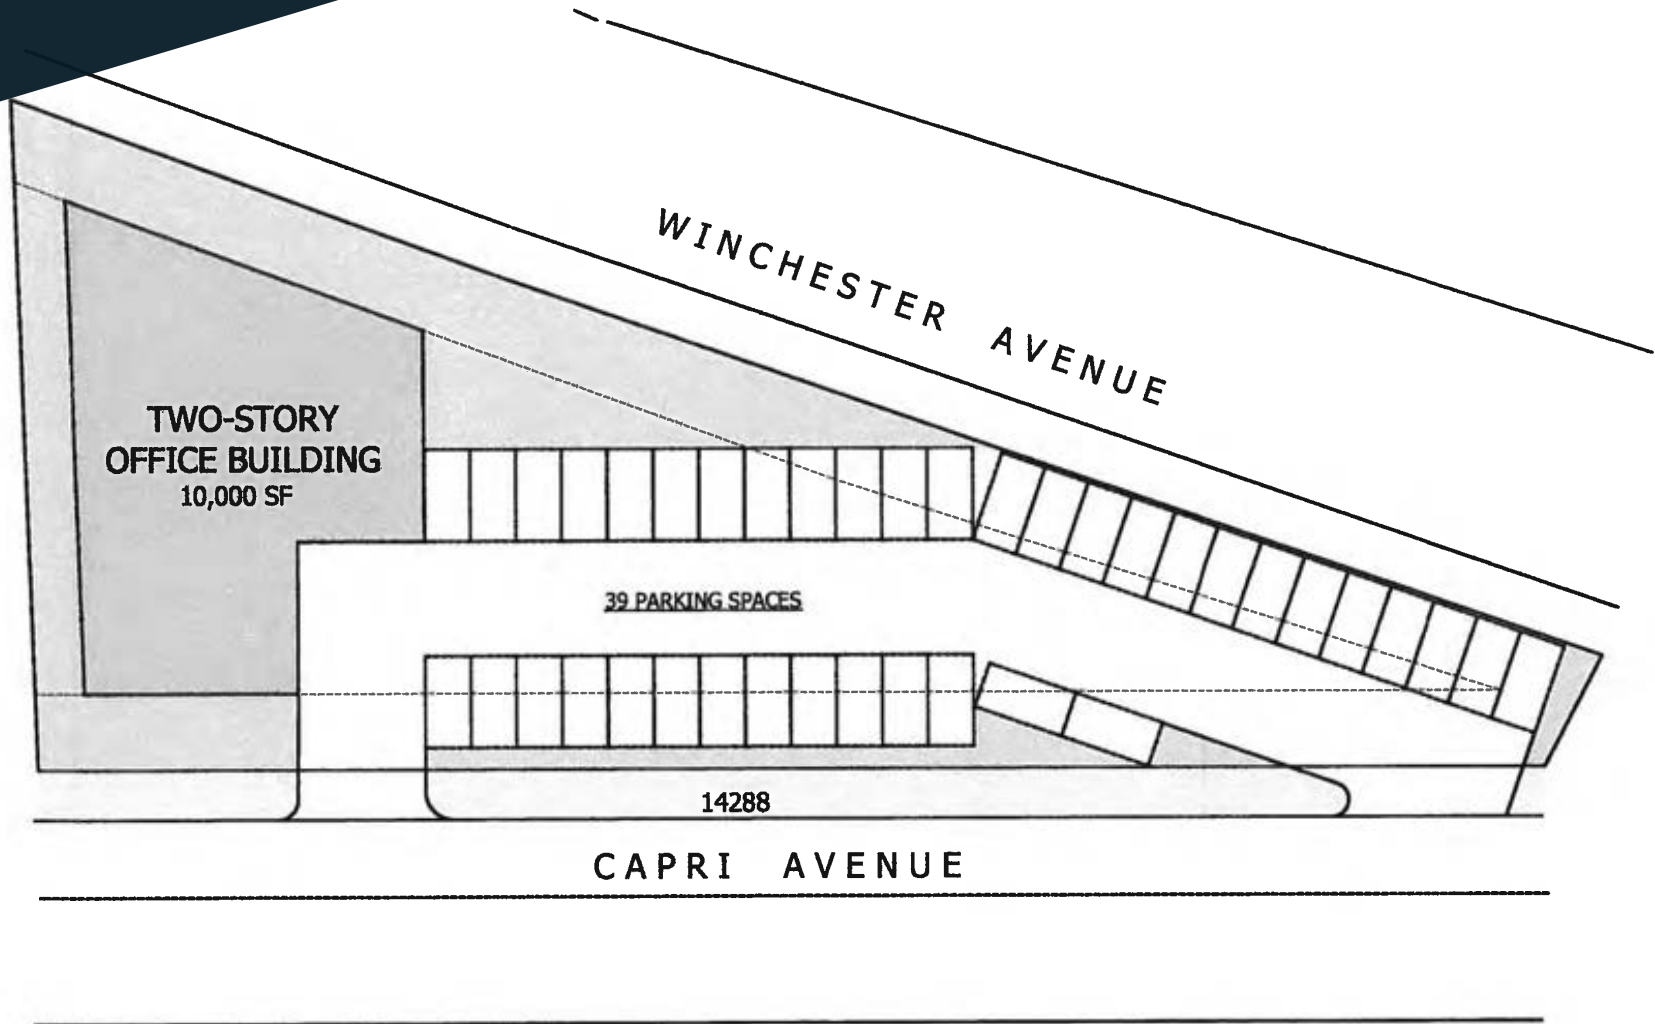 WINCHESTER AVENUE
TWO-STORY
OFFICE BUILDING
10,000 SF
39 PARKING SPACES
14288
CAPRI AVENUE